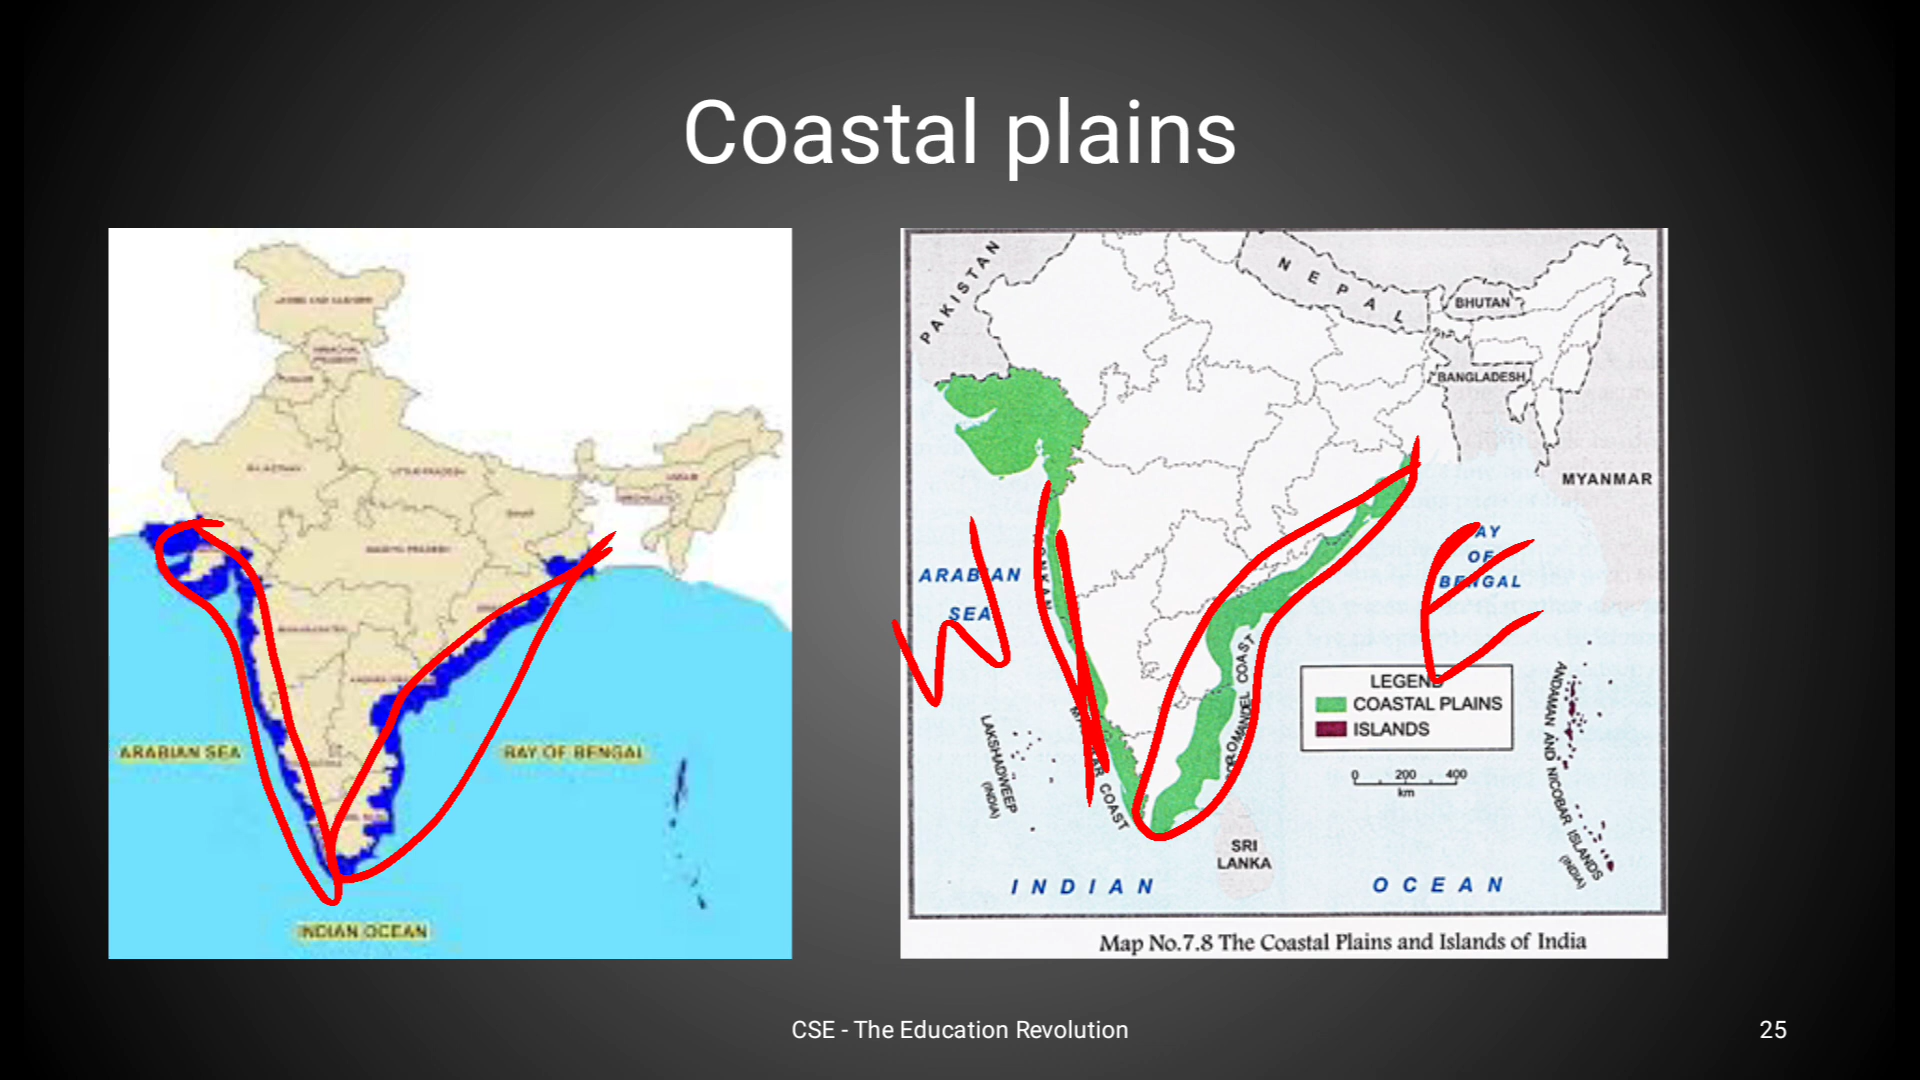 Coastal plains
ARABIAN SEA
BAY OF BENGAL
INDIAN OCEAN
PAKISTAN
NEPAL
BHUTAN
BANGLADESH
MYANMAR
ARABIAN
SEA
BAY
OF
BENGAL
W
E
COROMANDEL COAST
LAKSHADWEEP
(INDIA)
ANDAMAN AND NICOBAR ISLANDS
(INDIA)
LEGEND
COASTAL PLAINS
ISLANDS
0 200 400
km
SRI
LANKA
INDIAN OCEAN
Map No.7.8 The Coastal Plains and Islands of India
CSE - The Education Revolution
25